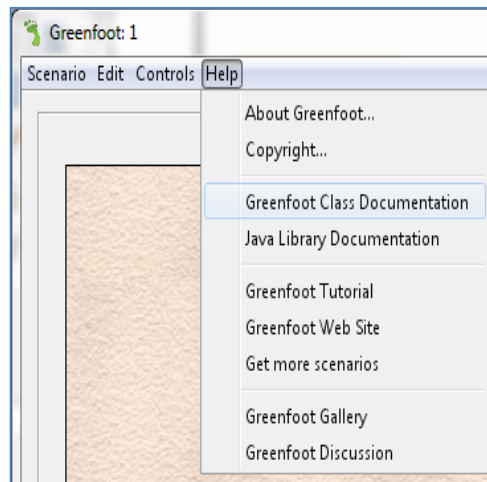 Greenfoot: 1
Scenario Edit Controls Help
About Greenfoot...
Copyright...
Greenfoot Class Documentation
Java Library Documentation
Greenfoot Tutorial
Greenfoot Web Site
Get more scenarios
Greenfoot Gallery
Greenfoot Discussion